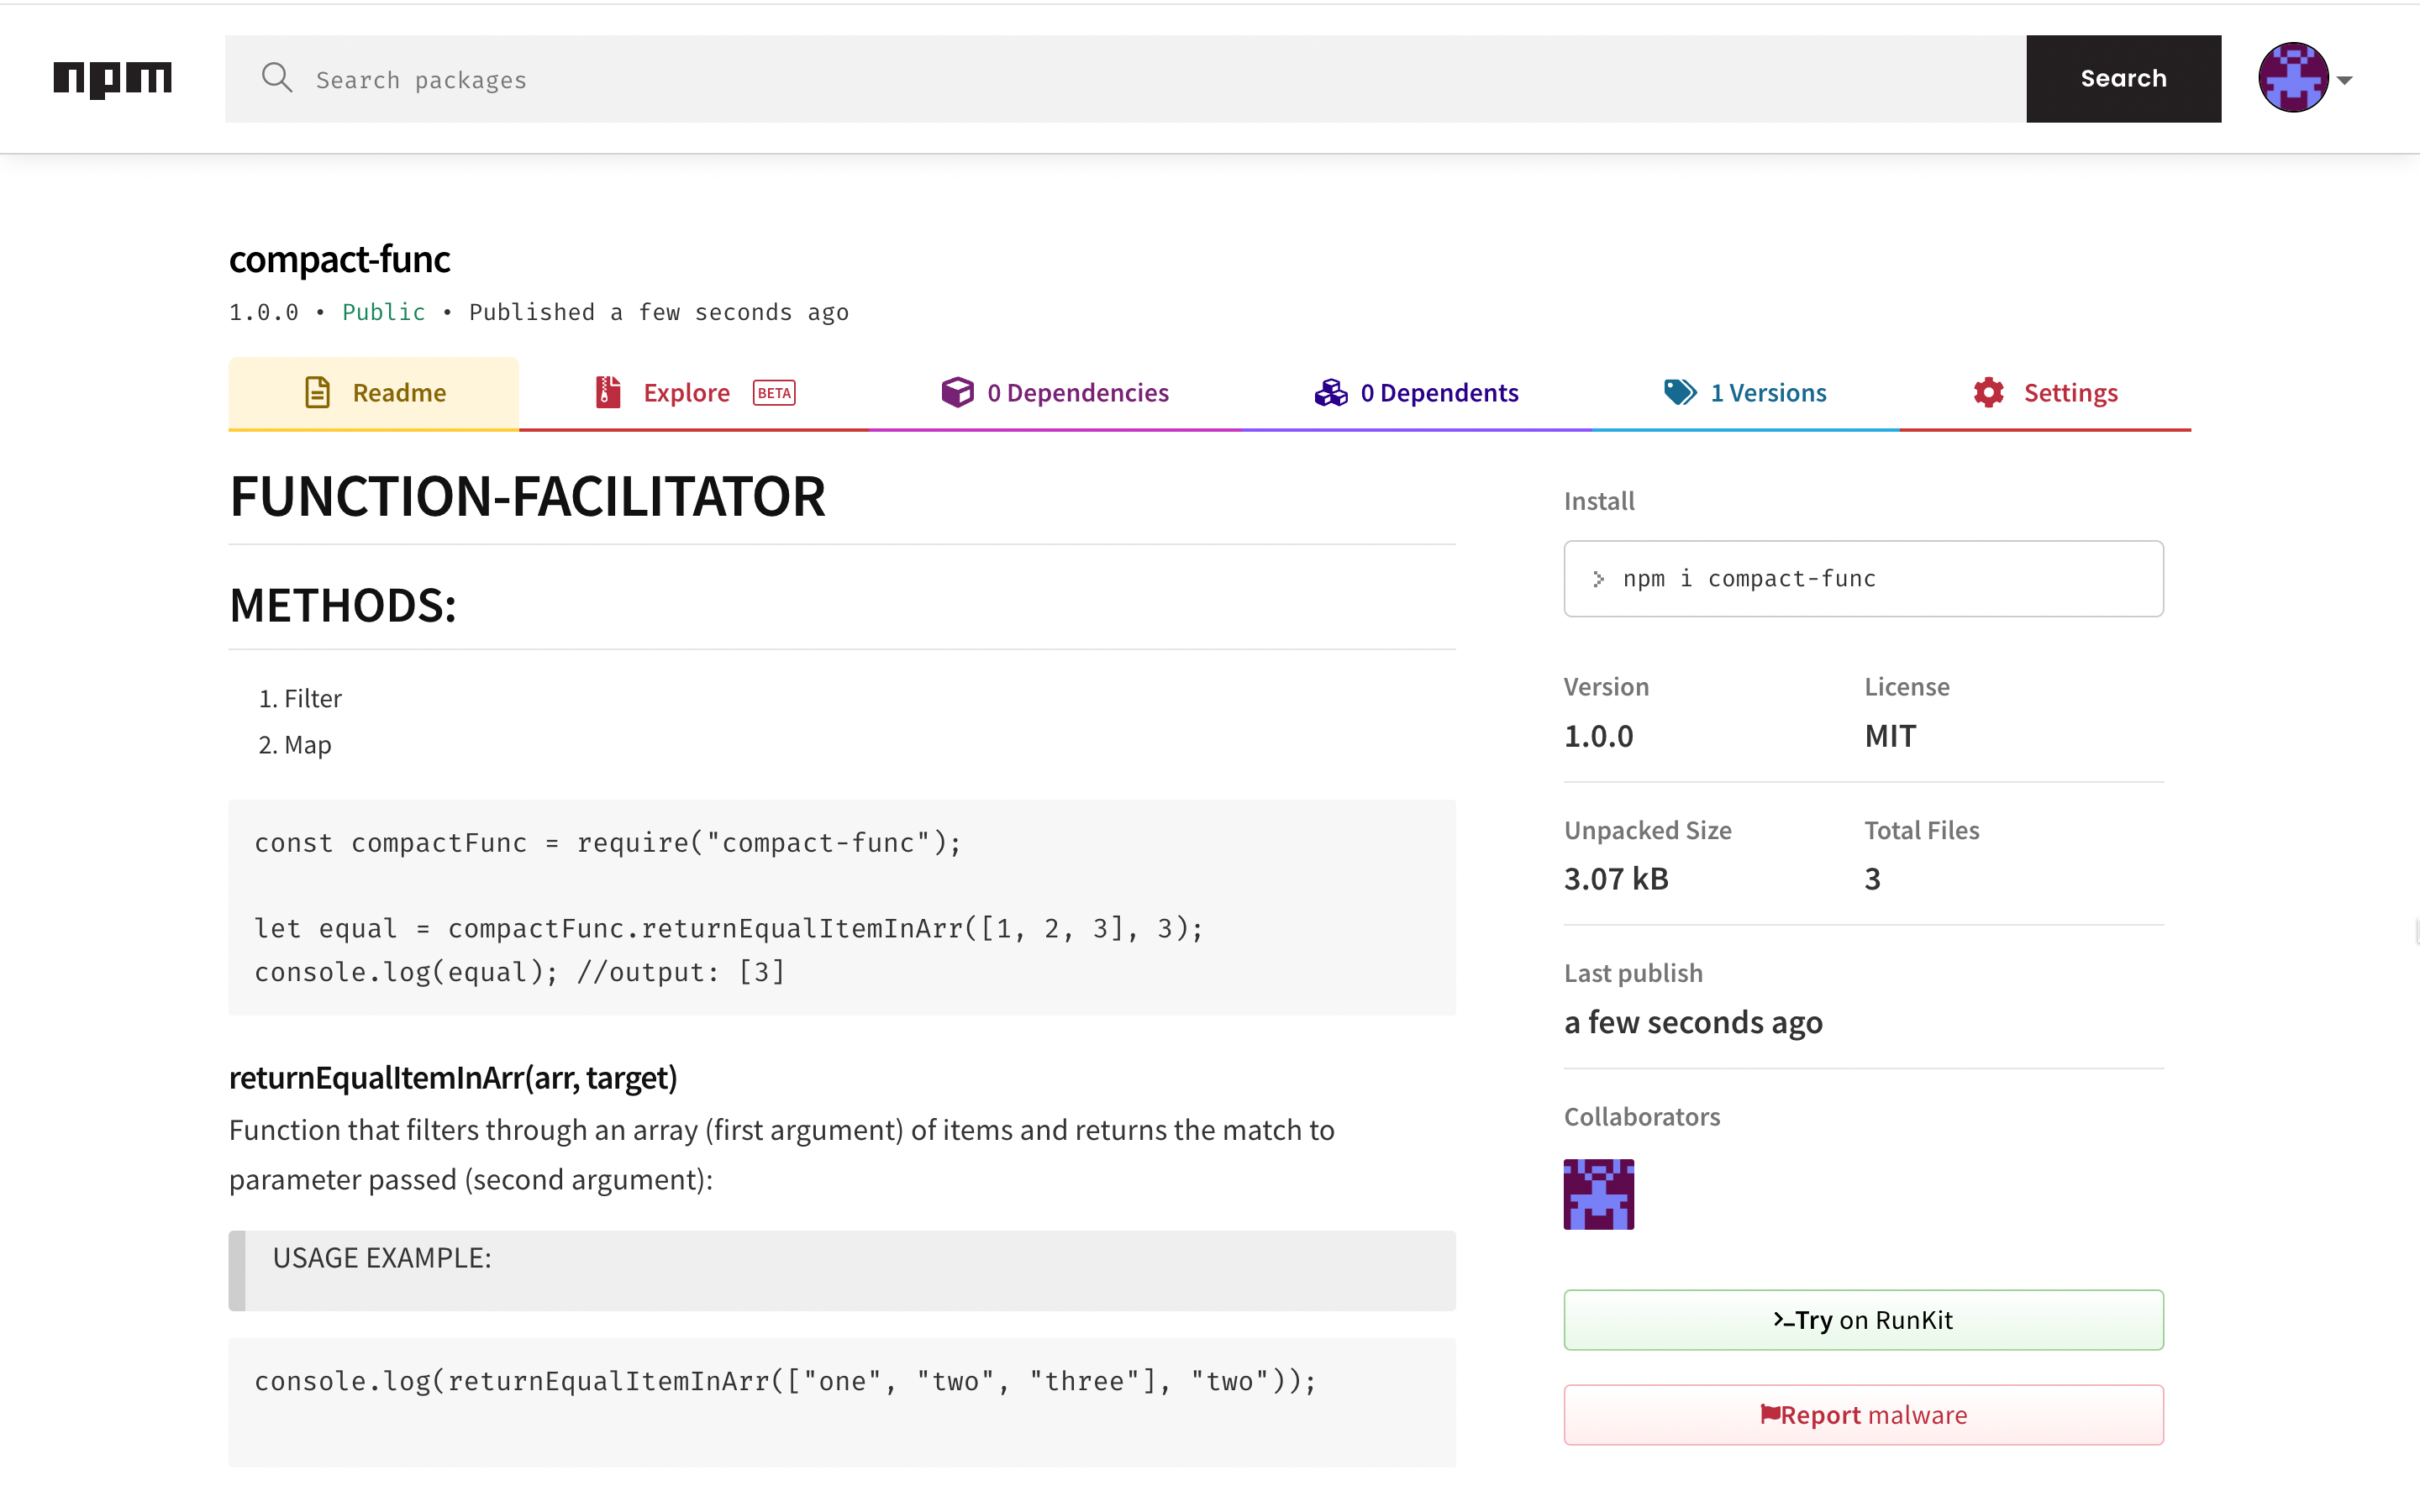 npm
Search packages
Search
compact-func
1.0.0 • Public • Published a few seconds ago
Readme
Explore BETA
0 Dependencies
0 Dependents
1 Versions
Settings
FUNCTION-FACILITATOR
METHODS:
1. Filter
2. Map
const compactFunc = require("compact-func");
let equal = compactFunc.returnEqualItemInArr([1, 2, 3], 3);
console.log(equal); //output: [3]
returnEqualItemInArr(arr, target)
Function that filters through an array (first argument) of items and returns the match to
parameter passed (second argument):
USAGE EXAMPLE:
console.log(returnEqualItemInArr(["one", "two", "three"], "two"));
Install
> npm i compact-func
Version
1.0.0
License
MIT
Unpacked Size
3.07 kB
Total Files
3
Last publish
a few seconds ago
Collaborators
>_Try on RunKit
Report malware